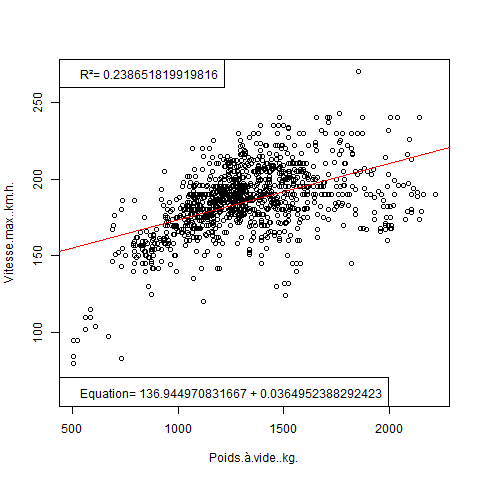 R²= 0.238651819919816
250
200
150
100
Vitesse.max..km.h.
Equation= 136.944970831667 + 0.0364952388292423
500 1000 1500 2000
Poids.à.vide..kg.